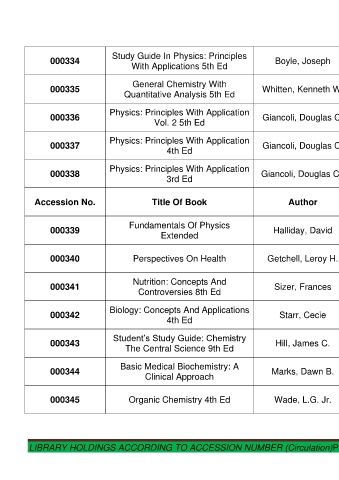 000334 Study Guide In Physics: Principles With Applications 5th Ed Boyle, Joseph
000335 General Chemistry With Quantitative Analysis 5th Ed Whitten, Kenneth W
000336 Physics: Principles With Application Vol. 2 5th Ed Giancoli, Douglas C
000337 Physics: Principles With Application 4th Ed Giancoli, Douglas C
000338 Physics: Principles With Application 3rd Ed Giancoli, Douglas C
Accession No. Title Of Book Author
000339 Fundamentals Of Physics Extended Halliday, David
000340 Perspectives On Health Getchell, Leroy H.
000341 Nutrition: Concepts And Controversies 8th Ed Sizer, Frances
000342 Biology: Concepts And Applications 4th Ed Starr, Cecie
000343 Student's Study Guide: Chemistry The Central Science 9th Ed Hill, James C.
000344 Basic Medical Biochemistry: A Clinical Approach Marks, Dawn B.
000345 Organic Chemistry 4th Ed Wade, L.G. Jr.
LIBRARY HOLDINGS ACCORDING TO ACCESSION NUMBER (Circulation)P